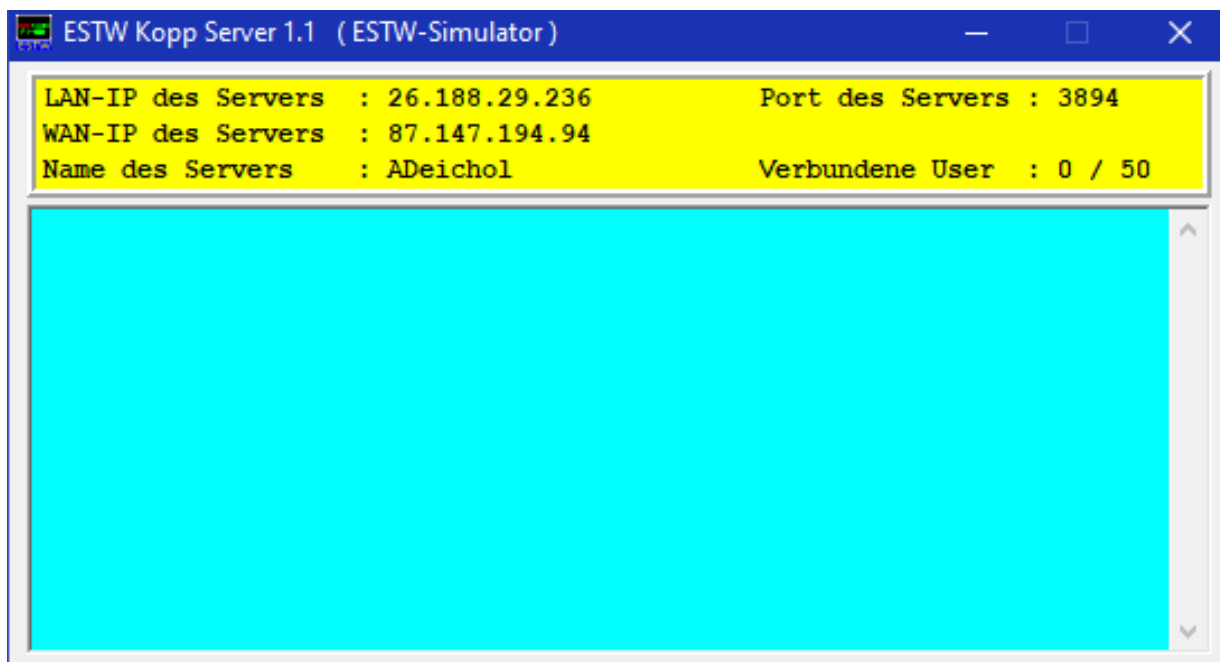 ESTW Kopp Server 1.1 ( ESTW-Simulator )
LAN-IP des Servers : 26.188.29.236 Port des Servers : 3894
WAN-IP des Servers : 87.147.194.94
Name des Servers : ADeichol Verbundene User : 0 / 50